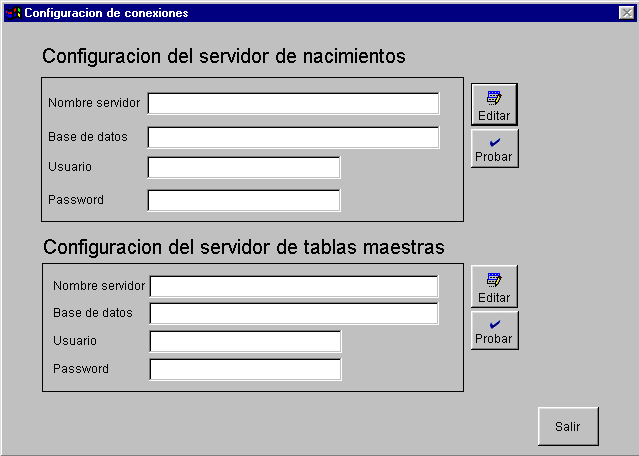 Configuracion de conexiones
Configuracion del servidor de nacimientos
Nombre servidor
Editar
Base de datos
Probar
Usuario
Password
Configuracion del servidor de tablas maestras
Nombre servidor
Editar
Base de datos
Usuario
Probar
Password
Salir